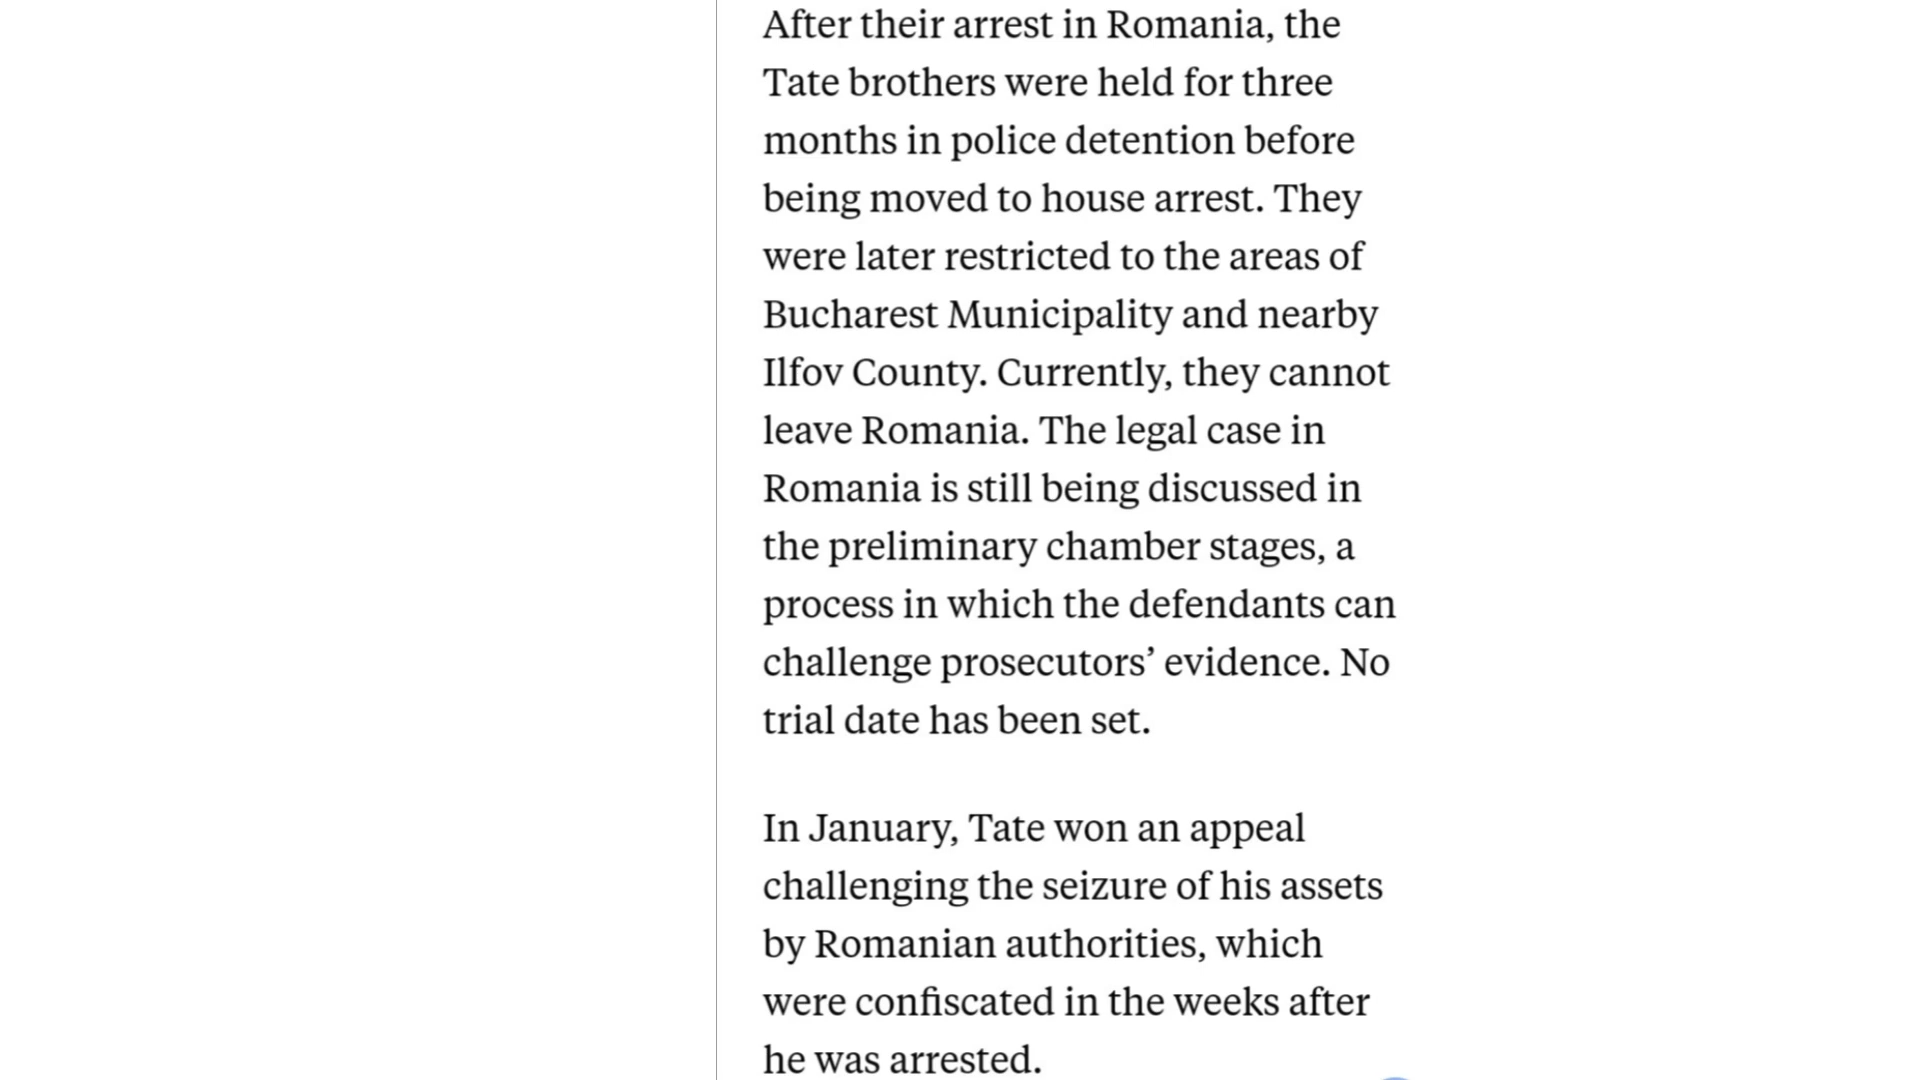 After their arrest in Romania, the
Tate brothers were held for three
months in police detention before
being moved to house arrest. They
were later restricted to the areas of
Bucharest Municipality and nearby
Ilfov County. Currently, they cannot
leave Romania. The legal case in
Romania is still being discussed in
the preliminary chamber stages, a
process in which the defendants can
challenge prosecutors’ evidence. No
trial date has been set.
In January, Tate won an appeal
challenging the seizure of his assets
by Romanian authorities, which
were confiscated in the weeks after
he was arrested.